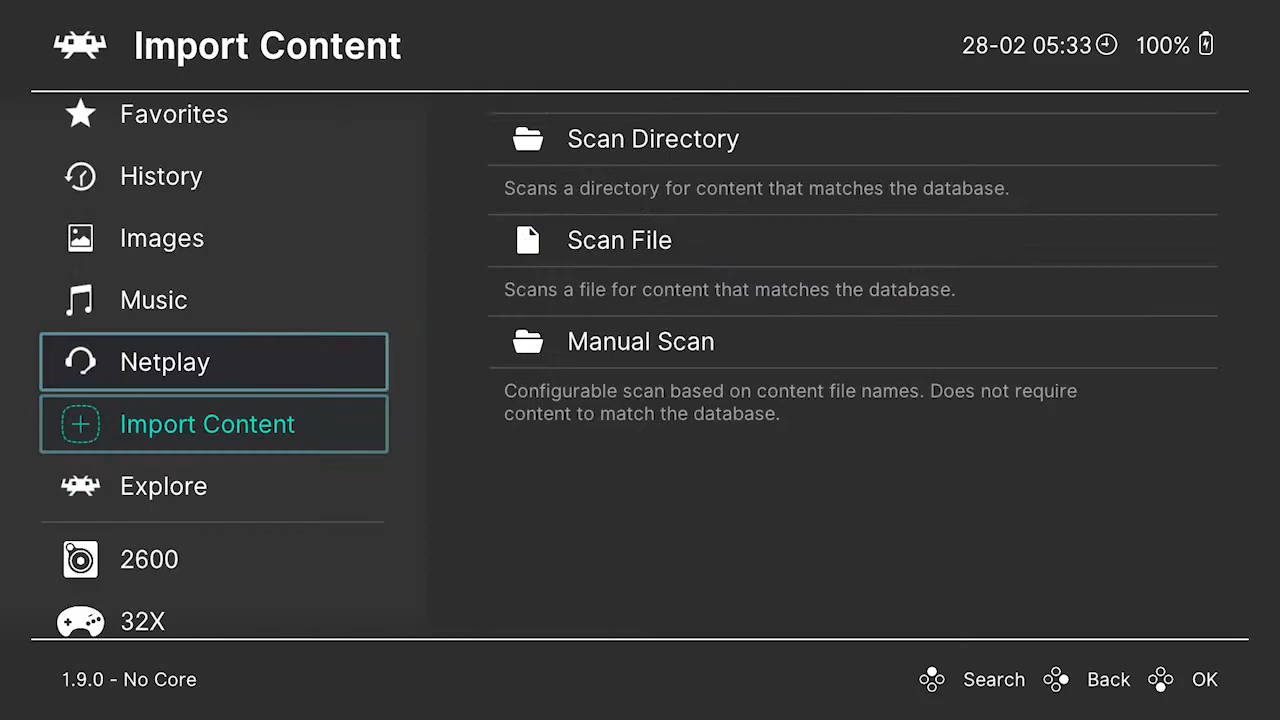 Import Content
28-02 05:33 100%
Favorites
History
Images
Music
Netplay
Import Content
Explore
2600
32X
Scan Directory
Scans a directory for content that matches the database.
Scan File
Scans a file for content that matches the database.
Manual Scan
Configurable scan based on content file names. Does not require
content to match the database.
1.9.0 - No Core
Search Back OK